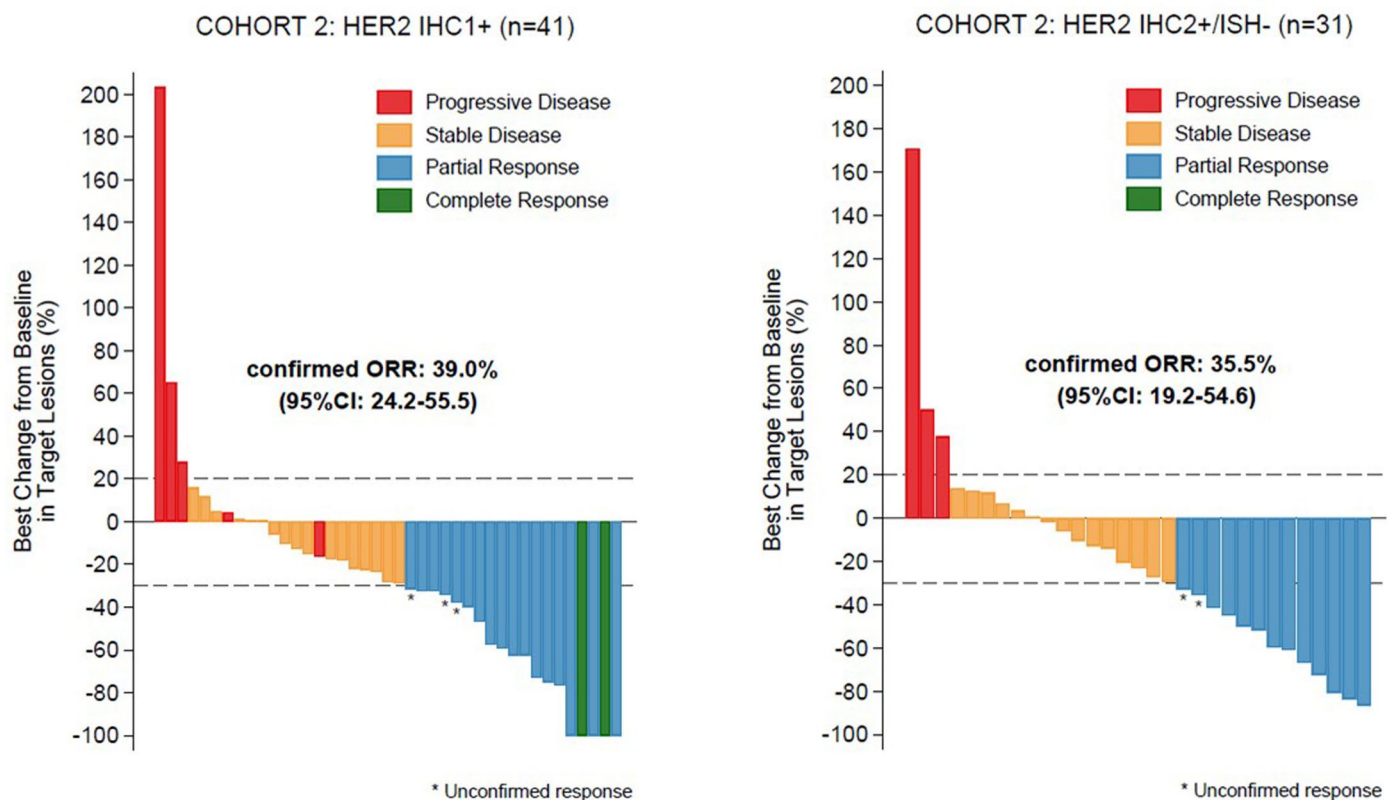 COHORT 2: HER2 IHC1+ (n=41)
200
180
160
140
120
100
80
60
40
20
0
-20
-40
-60
-80
-100
Best Change from Baseline
in Target Lesions (%)
Progressive Disease
Stable Disease
Partial Response
Complete Response
confirmed ORR: 39.0%
(95%CI: 24.2-55.5)
*
*
*
* Unconfirmed response
COHORT 2: HER2 IHC2+/ISH- (n=31)
200
180
160
140
120
100
80
60
40
20
0
-20
-40
-60
-80
-100
Best Change from Baseline
in Target Lesions (%)
Progressive Disease
Stable Disease
Partial Response
Complete Response
confirmed ORR: 35.5%
(95%CI: 19.2-54.6)
*
*
* Unconfirmed response